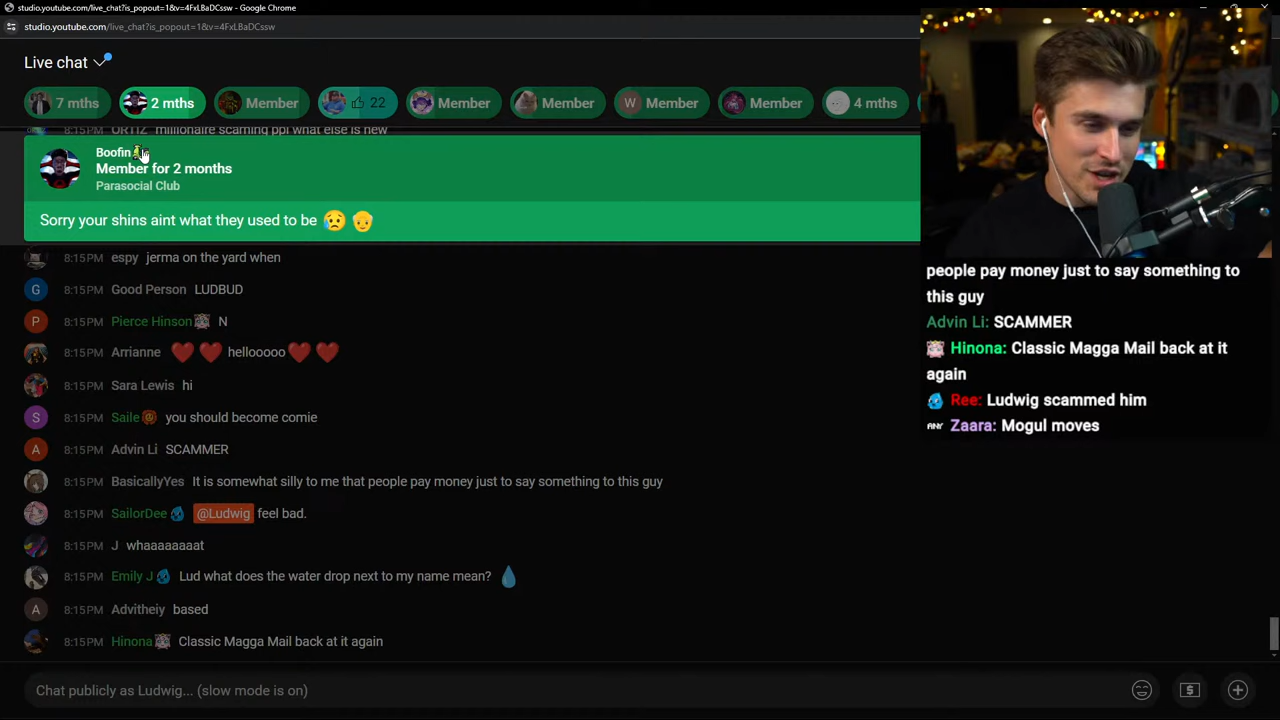 studio.youtube.com/live_chat?is_popout=1&v=4FxLBaDCssw - Google Chrome
studio.youtube.com/live_chat?is_popout=1&v=4FxLBaDCssw
Live chat
7 mths 2 mths Member 22 Member Member W Member Member 4 mths
8:15PM ORTIZ millionaire scaming ppl what else is new
Boofin
Member for 2 months
Parasocial Club
Sorry your shins aint what they used to be 😥 👴
8:15PM espy jerma on the yard when
G 8:15PM Good Person LUDBUD
P 8:15PM Pierce Hinson N
8:15PM Arrianne ❤️ ❤️ hellooooo ❤️ ❤️
8:15PM Sara Lewis hi
S 8:15PM Saile you should become comie
A 8:15PM Advin Li SCAMMER
8:15PM BasicallyYes It is somewhat silly to me that people pay money just to say something to this guy
8:15PM SailorDee @Ludwig feel bad.
8:15PM J whaaaaaaaat
8:15PM Emily J Lud what does the water drop next to my name mean? 💧
A 8:15PM Advitheiy based
8:15PM Hinona Classic Magga Mail back at it again
Chat publicly as Ludwig... (slow mode is on)
people pay money just to say something to
this guy
Advin Li: SCAMMER
Hinona: Classic Magga Mail back at it
again
Ree: Ludwig scammed him
ANY Zaara: Mogul moves